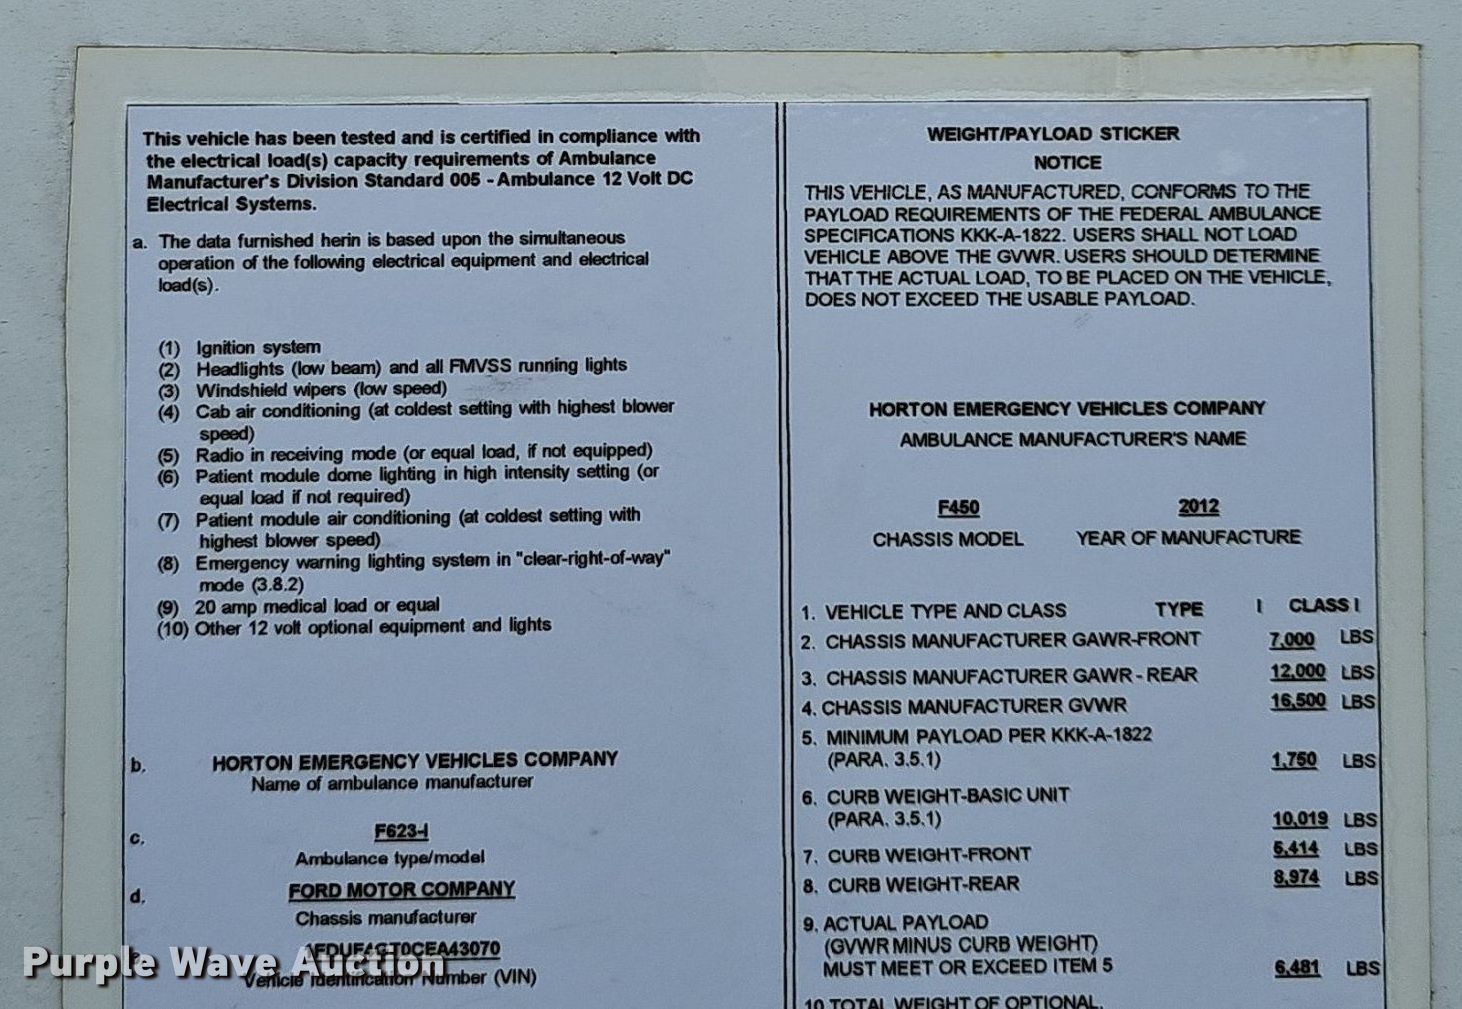 This vehicle has been tested and is certified in compliance with
the electrical load(s) capacity requirements of Ambulance
Manufacturer's Division Standard 005 - Ambulance 12 Volt DC
Electrical Systems.
a. The data furnished herin is based upon the simultaneous
operation of the following electrical equipment and electrical
load(s).
(1) Ignition system
(2) Headlights (low beam) and all FMVSS running lights
(3) Windshield wipers (low speed)
(4) Cab air conditioning (at coldest setting with highest blower
speed)
(5) Radio in receiving mode (or equal load, if not equipped)
(6) Patient module dome lighting in high intensity setting (or
equal load if not required)
(7) Patient module air conditioning (at coldest setting with
highest blower speed)
(8) Emergency warning lighting system in "clear-right-of-way"
mode (3.8.2)
(9) 20 amp medical load or equal
(10) Other 12 volt optional equipment and lights
b. HORTON EMERGENCY VEHICLES COMPANY
Name of ambulance manufacturer
c. F623-I
Ambulance type/model
d. FORD MOTOR COMPANY
Chassis manufacturer
Vehicle Identification Number (VIN)
WEIGHT/PAYLOAD STICKER
NOTICE
THIS VEHICLE, AS MANUFACTURED, CONFORMS TO THE
PAYLOAD REQUIREMENTS OF THE FEDERAL AMBULANCE
SPECIFICATIONS KKK-A-1822. USERS SHALL NOT LOAD
VEHICLE ABOVE THE GVWR. USERS SHOULD DETERMINE
THAT THE ACTUAL LOAD, TO BE PLACED ON THE VEHICLE,
DOES NOT EXCEED THE USABLE PAYLOAD.
HORTON EMERGENCY VEHICLES COMPANY
AMBULANCE MANUFACTURER'S NAME
F450 2012
CHASSIS MODEL YEAR OF MANUFACTURE
1. VEHICLE TYPE AND CLASS TYPE I CLASS I
2. CHASSIS MANUFACTURER GAWR-FRONT 7,000 LBS
3. CHASSIS MANUFACTURER GAWR - REAR 12,000 LBS
4. CHASSIS MANUFACTURER GVWR 16,500 LBS
5. MINIMUM PAYLOAD PER KKK-A-1822
(PARA. 3.5.1) 1,750 LBS
6. CURB WEIGHT-BASIC UNIT
(PARA. 3.5.1) 10,019 LBS
7. CURB WEIGHT-FRONT 5,414 LBS
8. CURB WEIGHT-REAR 8,974 LBS
9. ACTUAL PAYLOAD
(GVWR MINUS CURB WEIGHT)
MUST MEET OR EXCEED ITEM 5 6,481 LBS
10 TOTAL WEIGHT OF OPTIONAL.
Purple Wave Auction